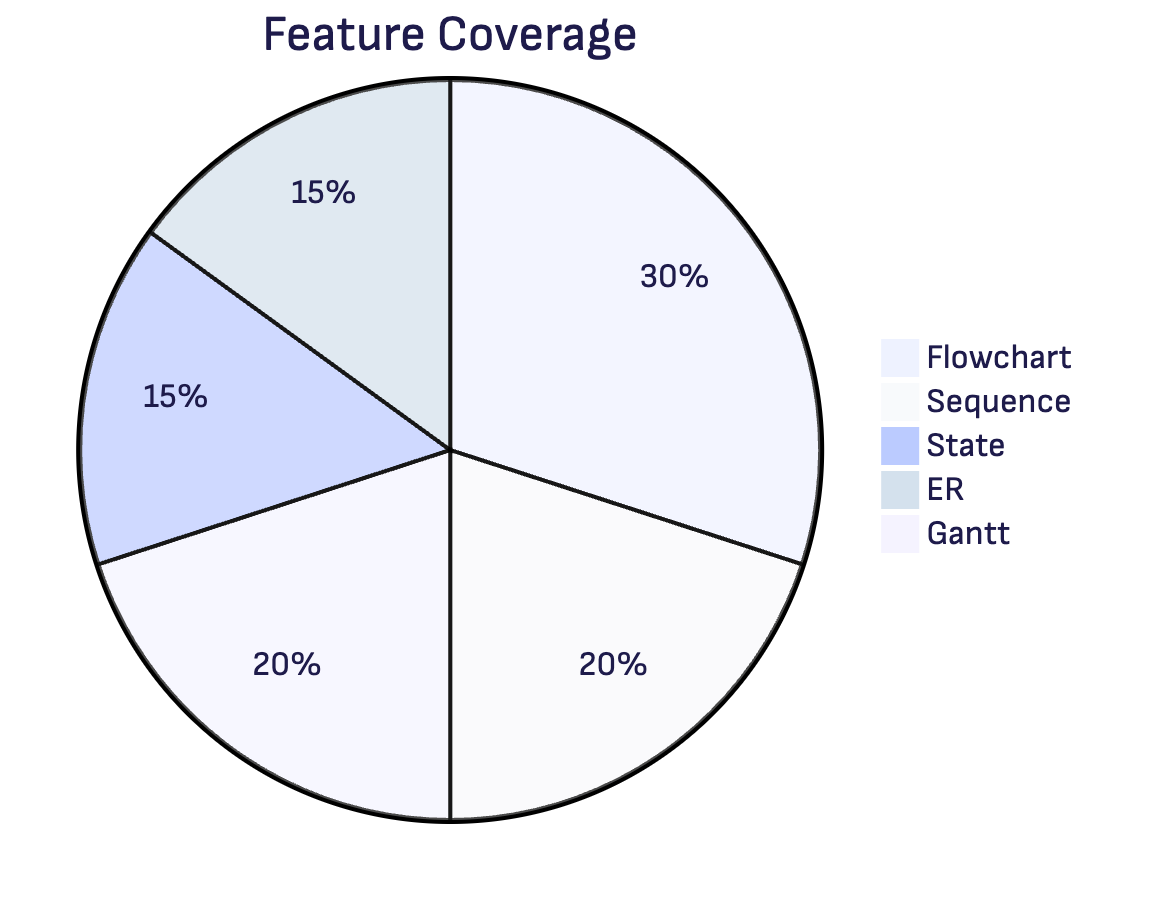 Feature Coverage
15%
30%
15%
20%
20%
Flowchart
Sequence
State
ER
Gantt